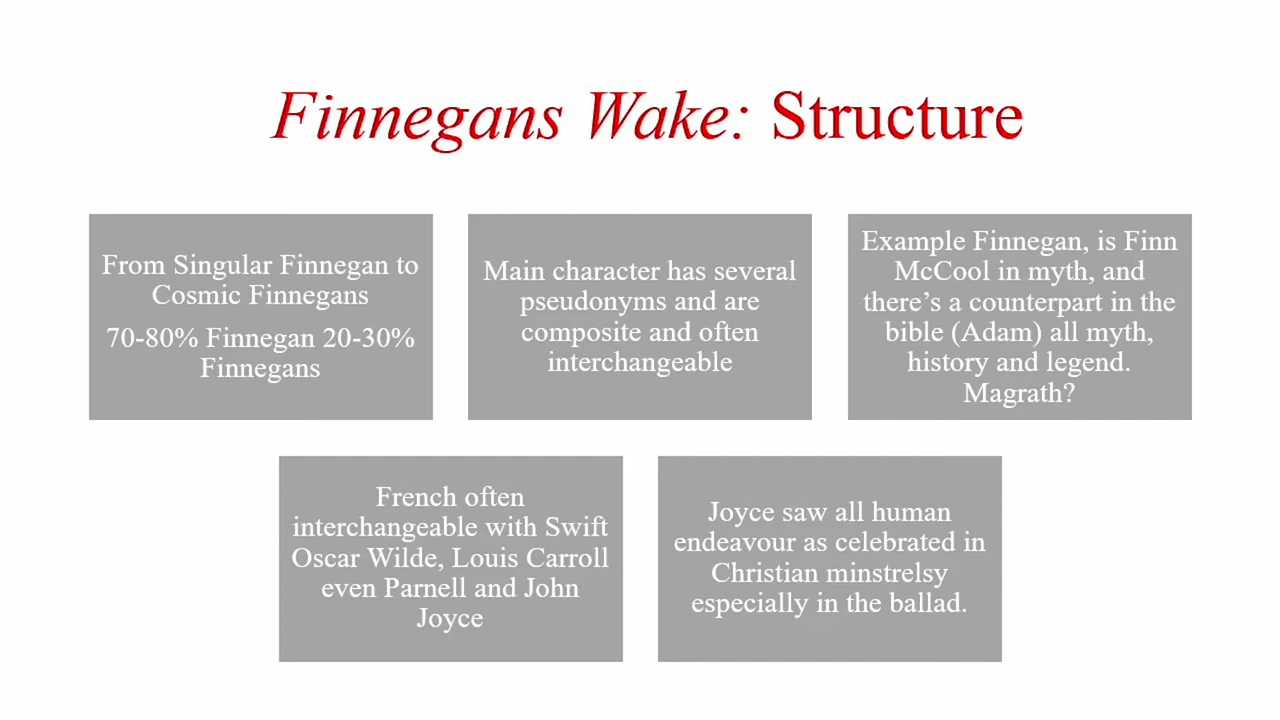 Finnegans Wake: Structure
From Singular Finnegan to
Cosmic Finnegans
70-80% Finnegan 20-30%
Finnegans
Main character has several
pseudonyms and are
composite and often
interchangeable
Example Finnegan, is Finn
McCool in myth, and
there’s a counterpart in the
bible (Adam) all myth,
history and legend.
Magrath?
French often
interchangeable with Swift
Oscar Wilde, Louis Carroll
even Parnell and John
Joyce
Joyce saw all human
endeavour as celebrated in
Christian minstrelsy
especially in the ballad.